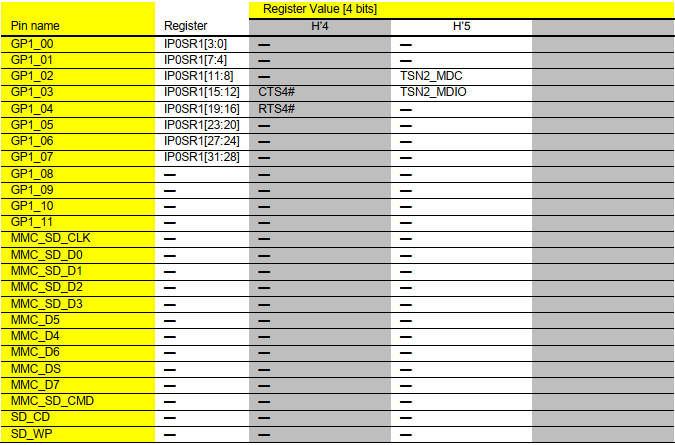 Register Value [4 bits]
Pin name Register H'4 H'5
GP1_00 IP0SR1[3:0] — —
GP1_01 IP0SR1[7:4] — —
GP1_02 IP0SR1[11:8] — TSN2_MDC
GP1_03 IP0SR1[15:12] CTS4# TSN2_MDIO
GP1_04 IP0SR1[19:16] RTS4# —
GP1_05 IP0SR1[23:20] — —
GP1_06 IP0SR1[27:24] — —
GP1_07 IP0SR1[31:28] — —
GP1_08 — — —
GP1_09 — — —
GP1_10 — — —
GP1_11 — — —
MMC_SD_CLK — — —
MMC_SD_D0 — — —
MMC_SD_D1 — — —
MMC_SD_D2 — — —
MMC_SD_D3 — — —
MMC_D5 — — —
MMC_D4 — — —
MMC_D6 — — —
MMC_DS — — —
MMC_D7 — — —
MMC_SD_CMD — — —
SD_CD — — —
SD_WP — — —